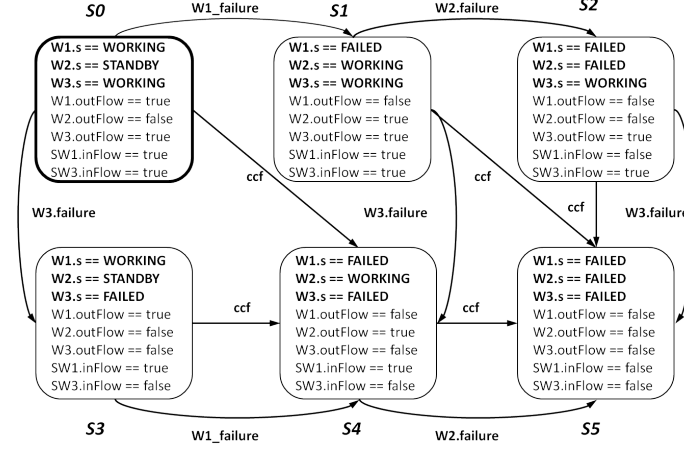 S0
W1_failure
S1
W2.failure
S2
W1.s == WORKING
W2.s == STANDBY
W3.s == WORKING
W1.outFlow == true
W2.outFlow == false
W3.outFlow == true
SW1.inFlow == true
SW3.inFlow == true
W1.s == FAILED
W2.s == WORKING
W3.s == WORKING
W1.outFlow == false
W2.outFlow == true
W3.outFlow == true
SW1.inFlow == true
SW3.inFlow == true
W1.s == FAILED
W2.s == FAILED
W3.s == WORKING
W1.outFlow == false
W2.outFlow == false
W3.outFlow == true
SW1.inFlow == false
SW3.inFlow == true
ccf
ccf
ccf
W3.failure
W3.failure
W3.failure
W1.s == WORKING
W2.s == STANDBY
W3.s == FAILED
W1.outFlow == true
W2.outFlow == false
W3.outFlow == false
SW1.inFlow == true
SW3.inFlow == false
ccf
W1.s == FAILED
W2.s == WORKING
W3.s == FAILED
W1.outFlow == false
W2.outFlow == true
W3.outFlow == false
SW1.inFlow == true
SW3.inFlow == false
ccf
W1.s == FAILED
W2.s == FAILED
W3.s == FAILED
W1.outFlow == false
W2.outFlow == false
W3.outFlow == false
SW1.inFlow == false
SW3.inFlow == false
S3
W1_failure
S4
W2.failure
S5